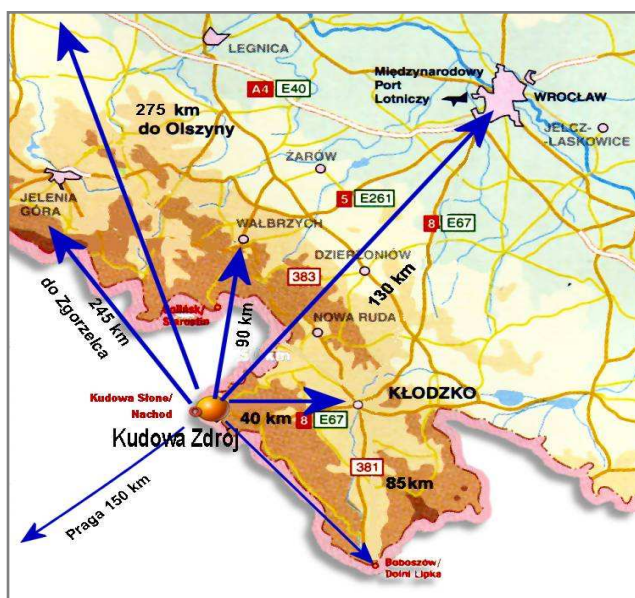 LEGNICA
A4 E40
Międzynarodowy
Port
Lotniczy
WROCŁAW
JELCZ-
-LASKOWICE
275 km
do Olszyny
ŻARÓW
JELENIA
GÓRA
5 E261
WAŁBRZYCH
8 E67
DZIERŻONIÓW
383
130 km
245 km
do Zgorzelca
90 km
NOWA RUDA
Kudowa Słone/
Nachod
KŁODZKO
40 km
8 E67
Kudowa Zdrój
381
85km
Praga 150 km
Boboszów/
Dolni Lipka